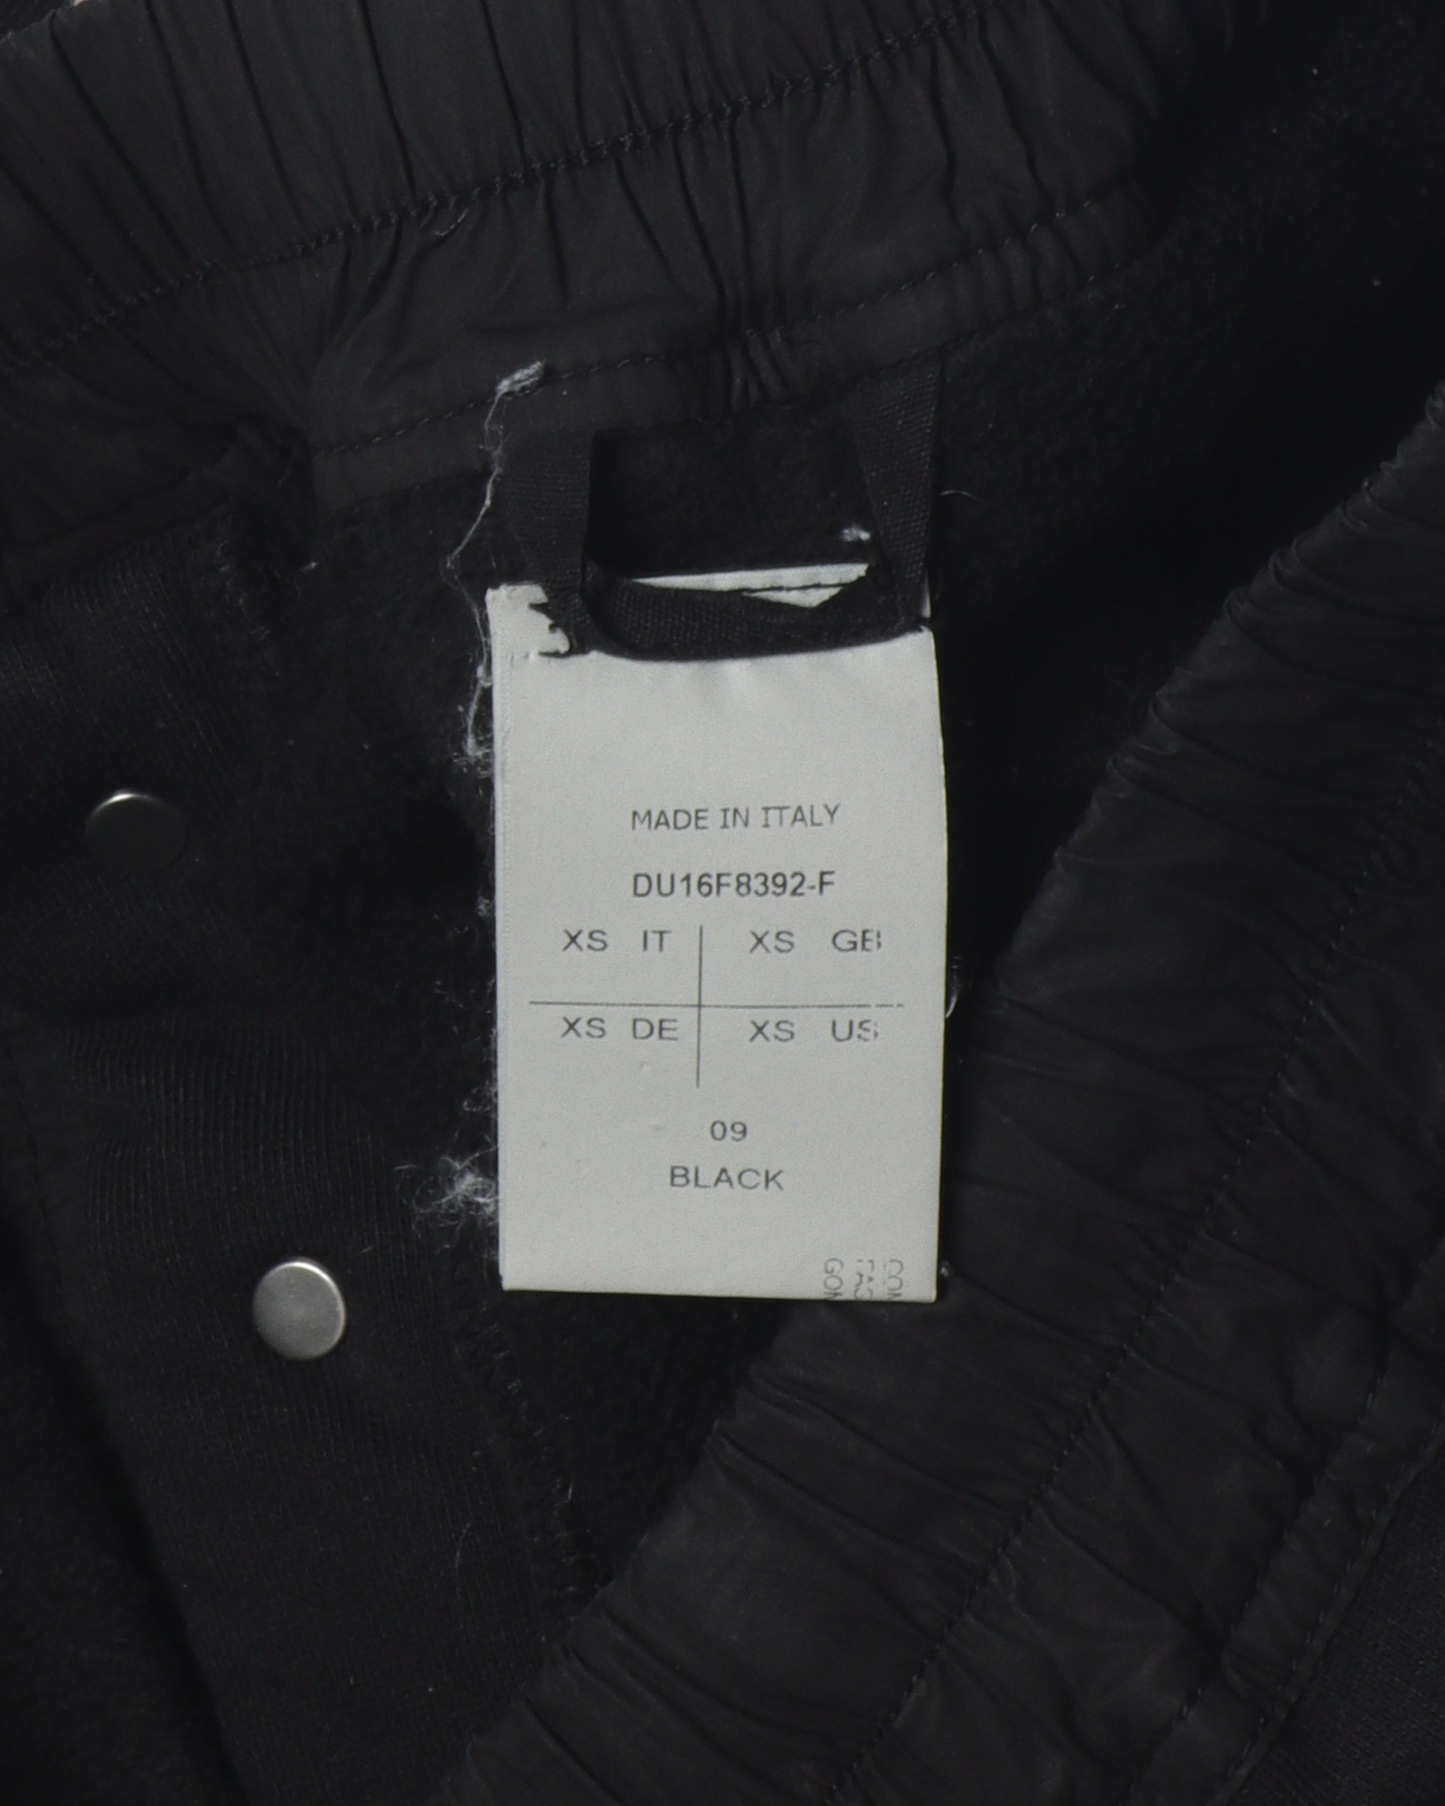 MADE IN ITALY
DU16F8392-F
XS IT XS GB
XS DE XS US
09
BLACK